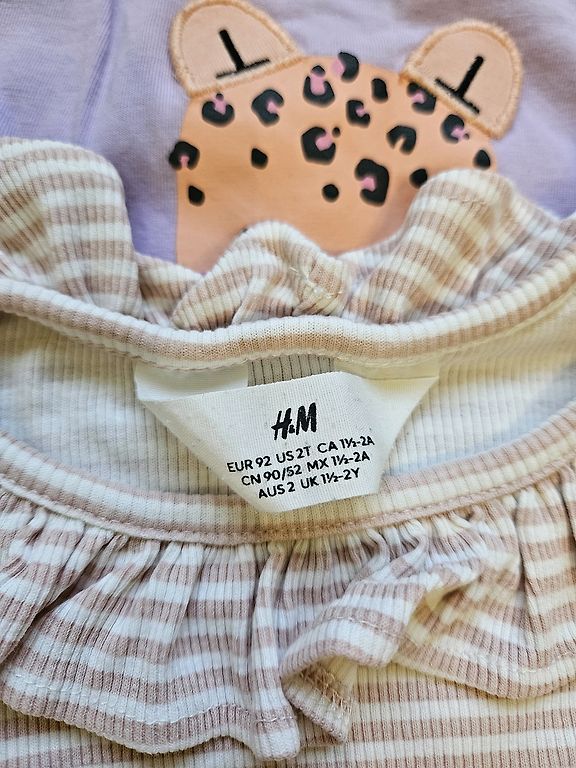 H&M
EUR 92 US 2T CA 1½-2A
CN 90/52 MX 1½-2A
AUS 2 UK 1½-2Y